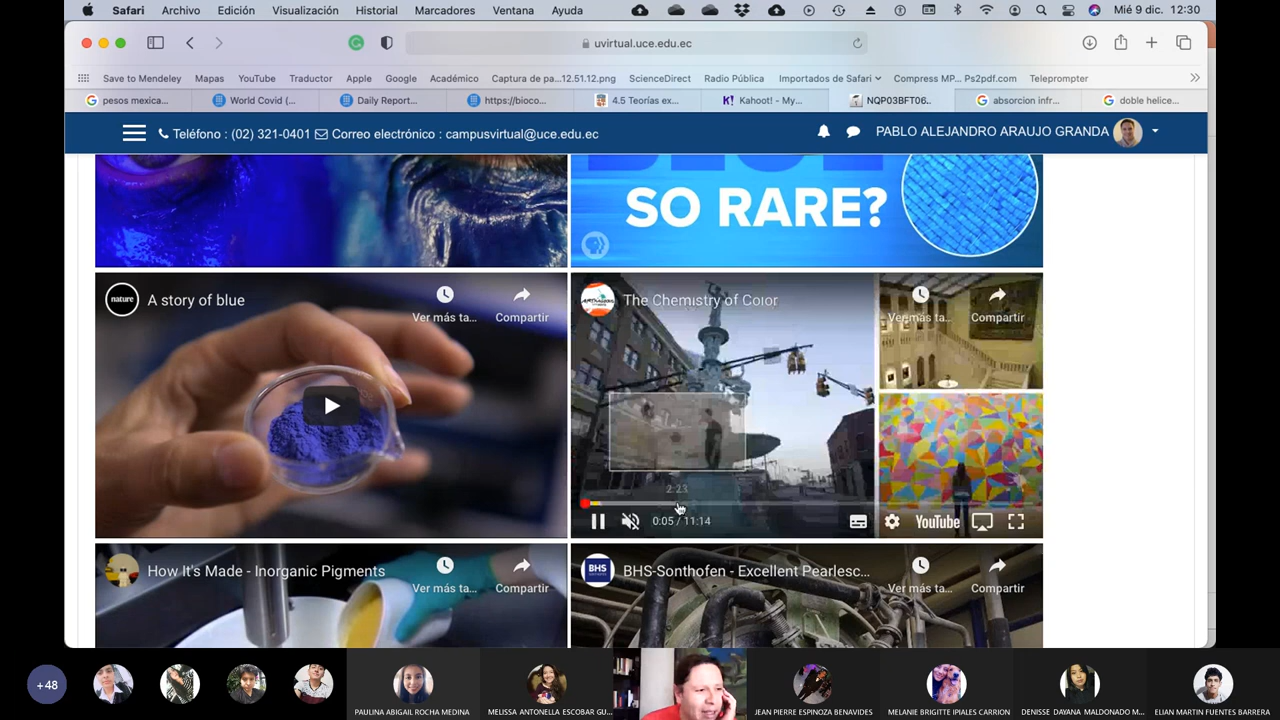 Safari Archivo Edición Visualización Historial Marcadores Ventana Ayuda Mié 9 dic. 12:30
uvirtual.uce.edu.ec
Save to Mendeley Mapas YouTube Traductor Apple Google Académico Captura de pa...12.51.12.png ScienceDirect Radio Pública Importados de Safari Compress MP... Ps2pdf.com Teleprompter
pesos mexica... World Covid (... Daily Report... https://bioco... 4.5 Teorías ex... Kahoot! - My... NQP03BFT06.. absorcion infr... doble helice...
Teléfono : (02) 321-0401 Correo electrónico : campusvirtual@uce.edu.ec PABLO ALEJANDRO ARAUJO GRANDA
BLUE
SO RARE?
nature A story of blue Ver más ta... Compartir
The Chemistry of Color Ver más ta... Compartir
2:23
0:05 / 11:14 YouTube
How It's Made - Inorganic Pigments Ver más ta... Compartir
BHS BHS-Sonthofen - Excellent Pearlesc... Ver más ta... Compartir
+48 PAULINA ABIGAIL ROCHA MEDINA MELISSA ANTONELLA ESCOBAR GU... JEAN PIERRE ESPINOZA BENAVIDES MELANIE BRIGITTE IPIALES CARRION DENISSE DAYANA MALDONADO M... ELIAN MARTIN FUENTES BARRERA